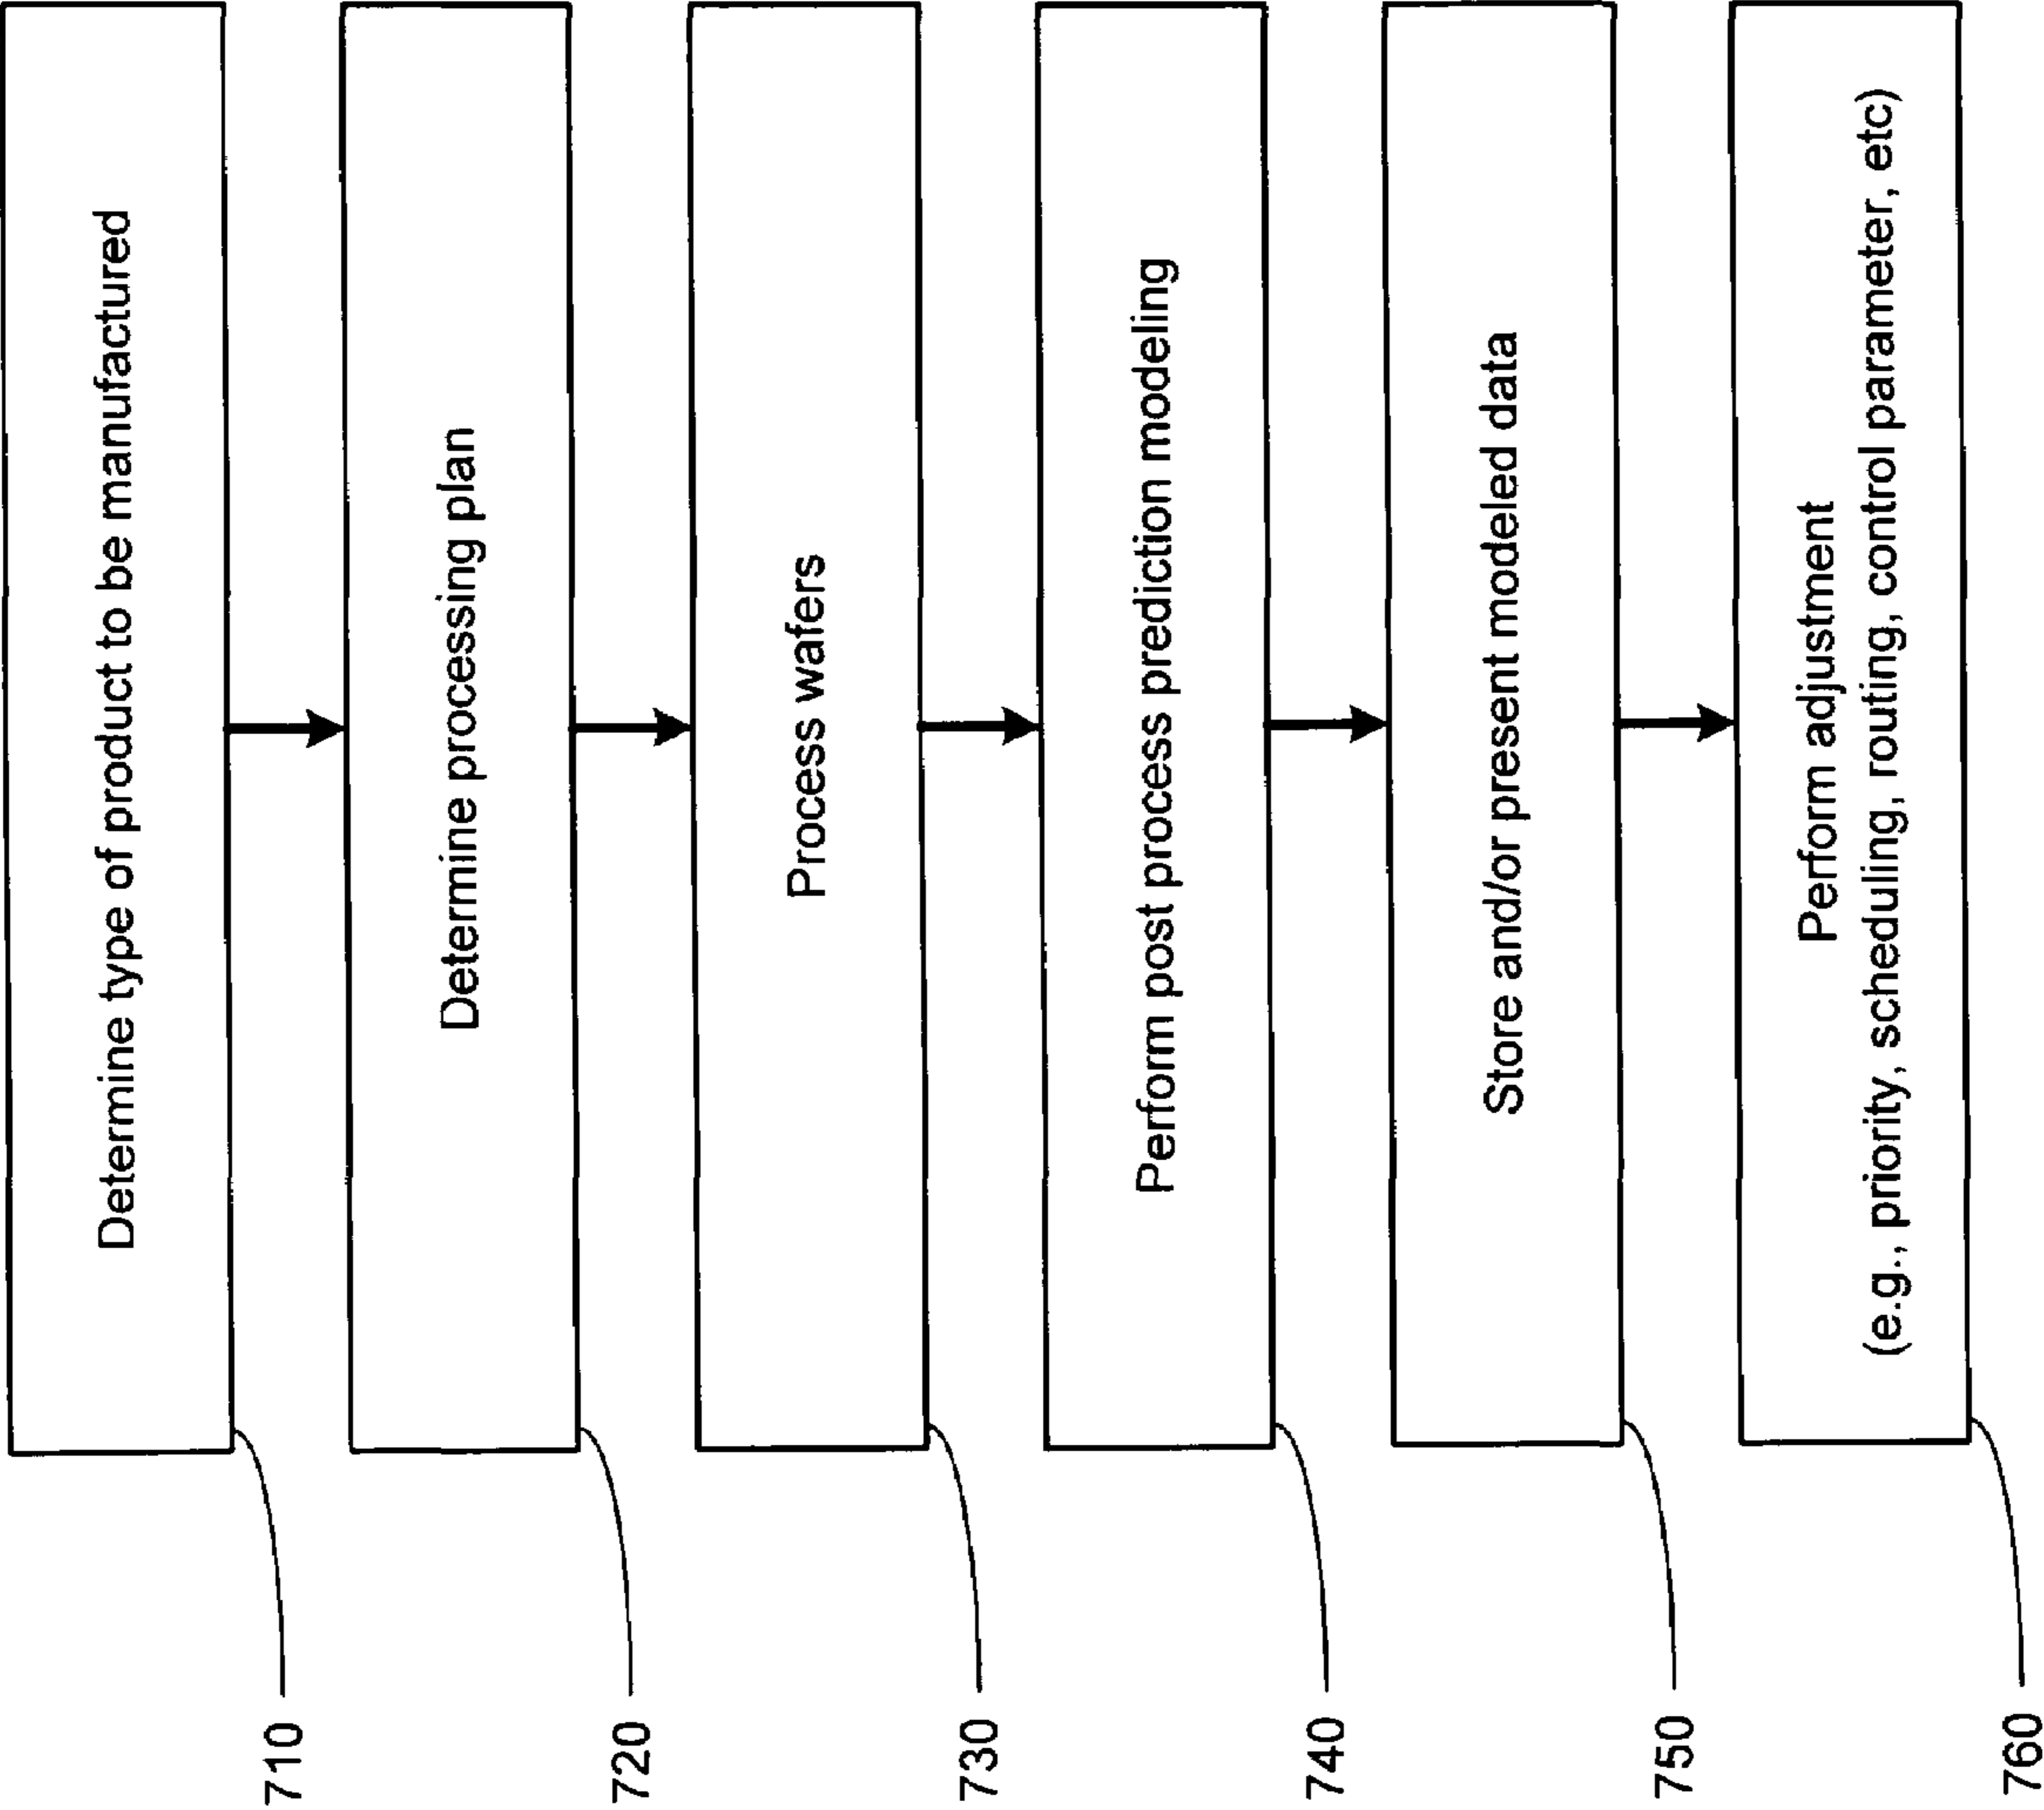 Determine type of product to be manufactured
710
Determine processing plan
720
Process wafers
730
Perform post process prediction modeling
740
Store and/or present modeled data
750
Perform adjustment
(e.g., priority, scheduling, routing, control parameter, etc)
760